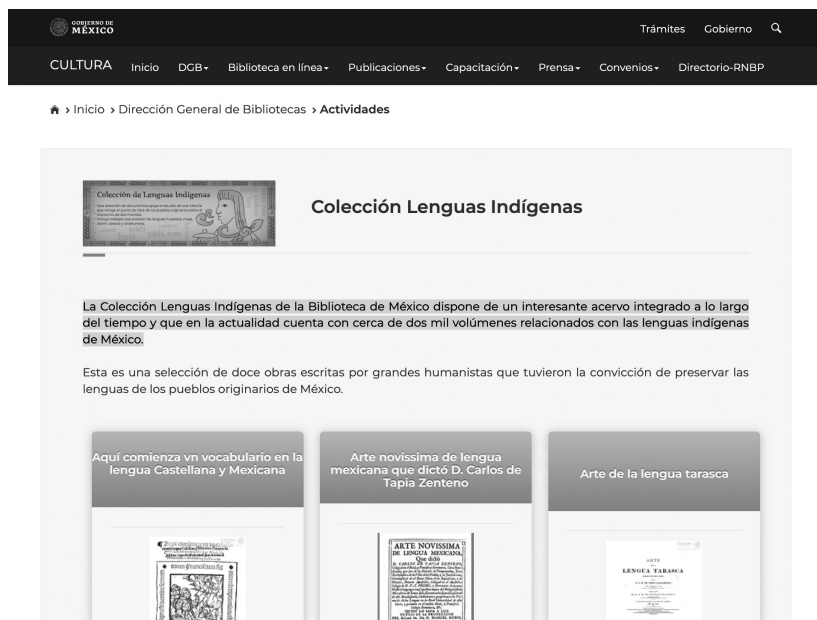 GOBIERNO DE
MÉXICO
Trámites Gobierno
CULTURA Inicio DGB Biblioteca en línea Publicaciones Capacitación Prensa Convenios Directorio-RNBP
Inicio > Dirección General de Bibliotecas > Actividades
Colección de Lenguas Indígenas
Colección Lenguas Indígenas
La Colección Lenguas Indígenas de la Biblioteca de México dispone de un interesante acervo integrado a lo largo
del tiempo y que en la actualidad cuenta con cerca de dos mil volúmenes relacionados con las lenguas indígenas
de México.
Esta es una selección de doce obras escritas por grandes humanistas que tuvieron la convicción de preservar las
lenguas de los pueblos originarios de México.
Aquí comienza vn vocabulario en la
lengua Castellana y Mexicana
Arte novissima de lengua
mexicana que dictó D. Carlos de
Tapia Zenteno
Arte de la lengua tarasca
ARTE NOVISSIMA
DE LENGUA MEXICANA,
Que dictò
D. CARLOS DE TAPIA ZENTENO,
ARTE
LENGUA TARASCA